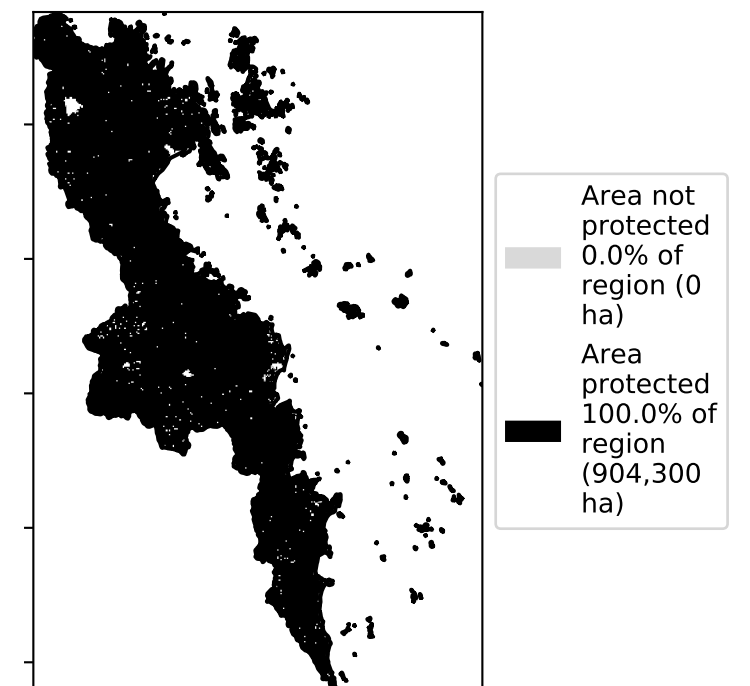 Area not
protected
0.0% of
region (0
ha)
Area
protected
100.0% of
region
(904,300
ha)